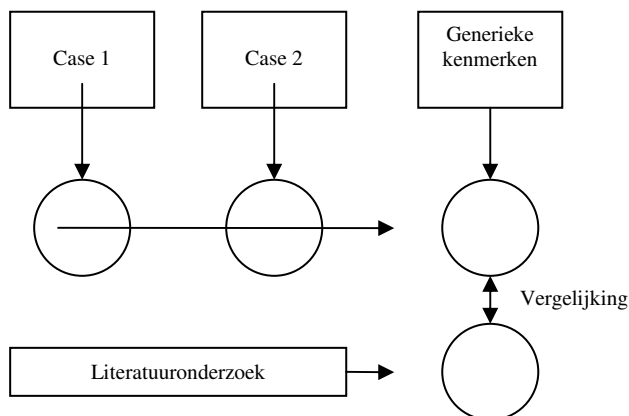 Case 1
Case 2
Generieke
kenmerken
Vergelijking
Literatuuronderzoek